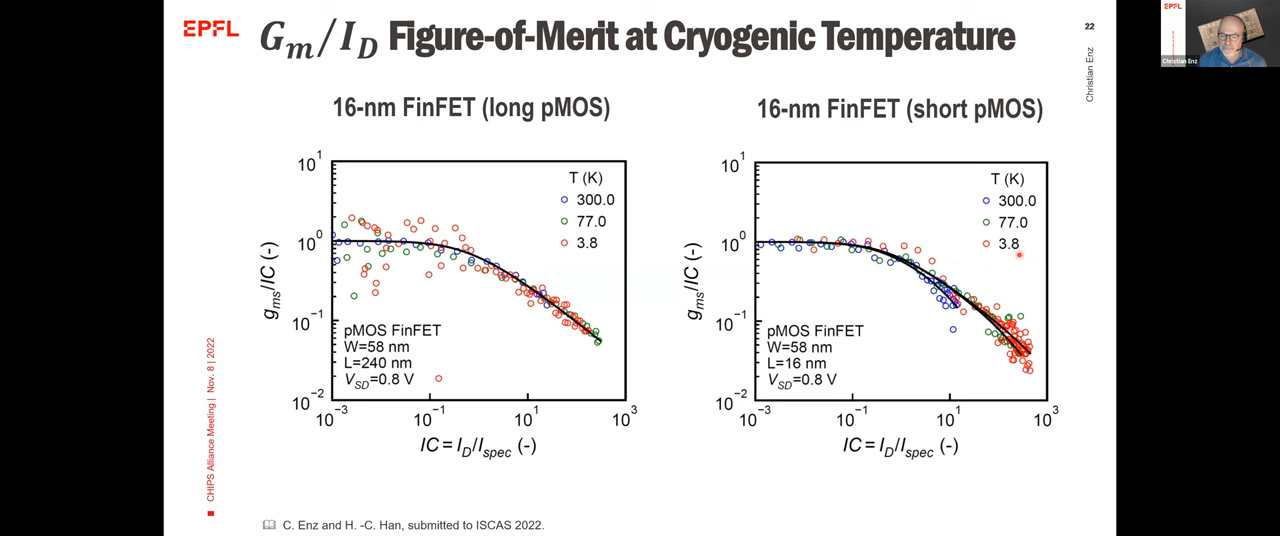 EPFL
G_m/I_D Figure-of-Merit at Cryogenic Temperature
22
Christian Enz
EPFL
Christian Enz
16-nm FinFET (long pMOS)
10^1
10^0
10^-1
10^-2
g_ms/IC (-)
T (K)
300.0
77.0
3.8
pMOS FinFET
W=58 nm
L=240 nm
V_SD=0.8 V
10^-3
10^-1
10^1
10^3
IC = I_D/I_spec (-)
16-nm FinFET (short pMOS)
10^1
10^0
10^-1
10^-2
g_ms/IC (-)
T (K)
300.0
77.0
3.8
pMOS FinFET
W=58 nm
L=16 nm
V_SD=0.8 V
10^-3
10^-1
10^1
10^3
IC = I_D/I_spec (-)
CHIPS Alliance Meeting | Nov. 8 | 2022
C. Enz and H. -C. Han, submitted to ISCAS 2022.